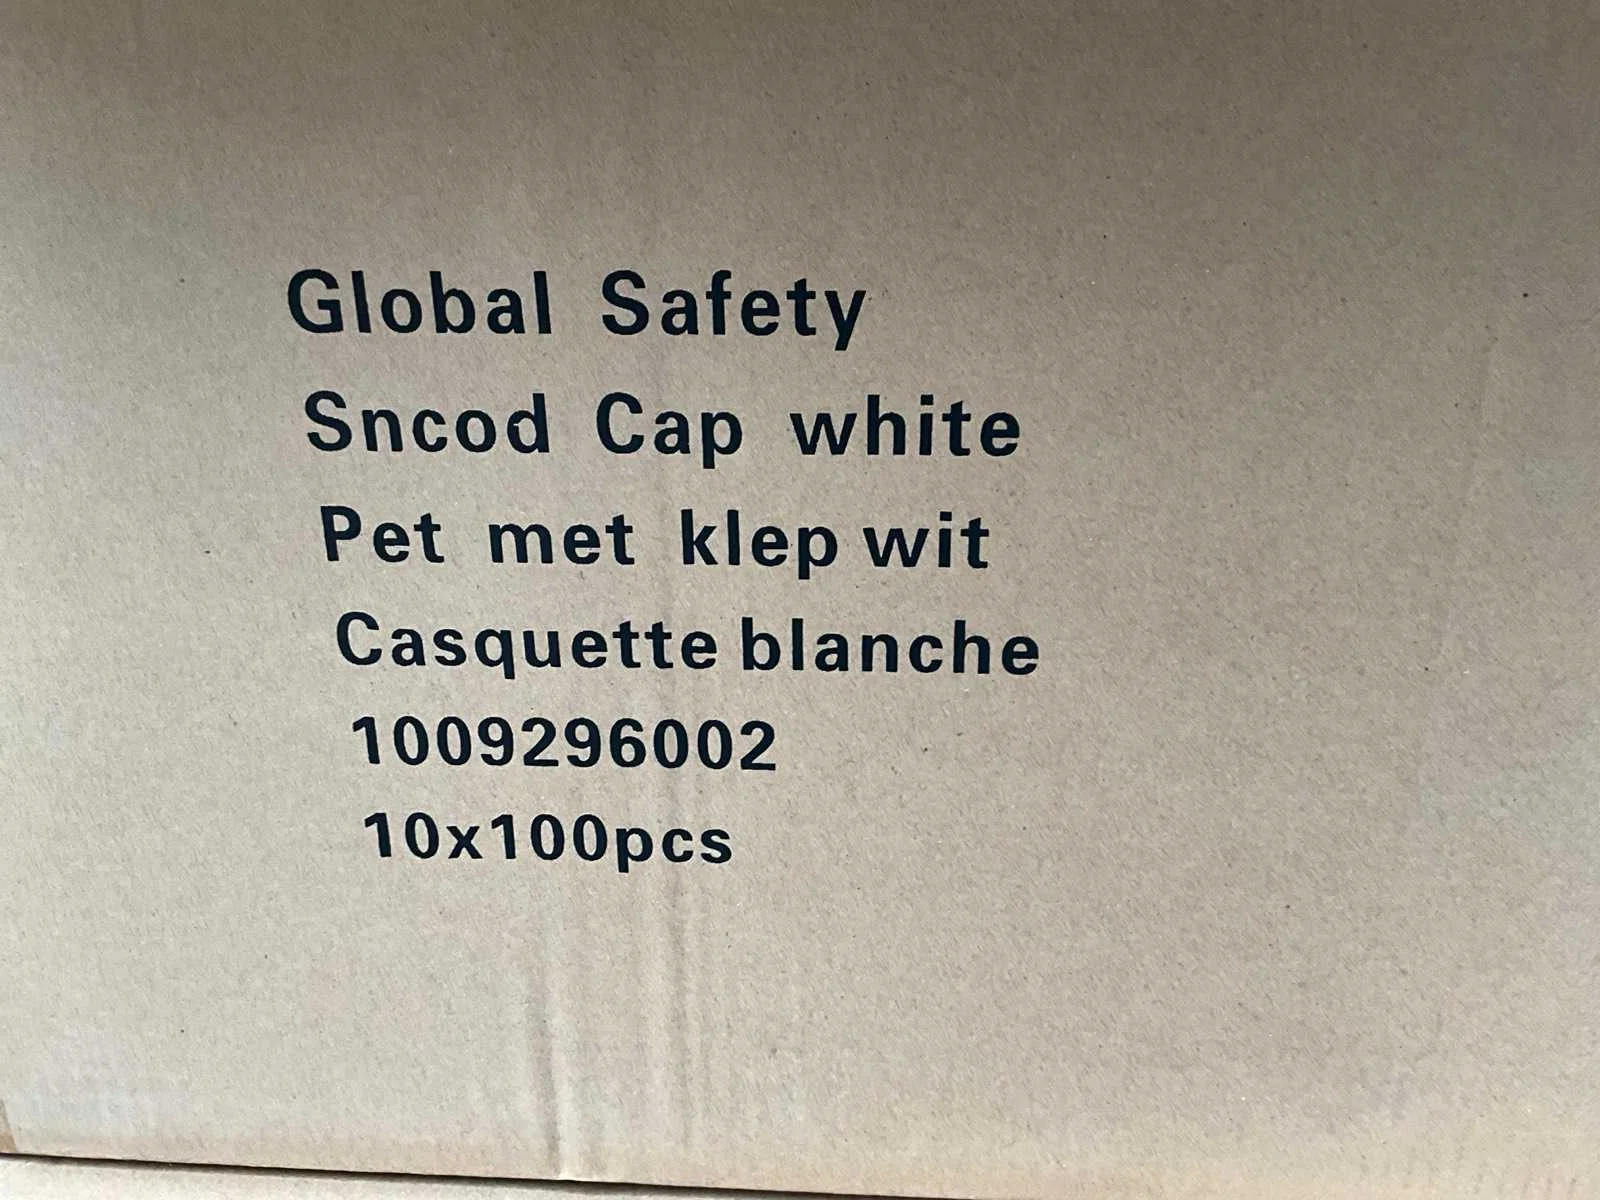 Global Safety
Sncod Cap white
Pet met klep wit
Casquette blanche
1009296002
10x100pcs